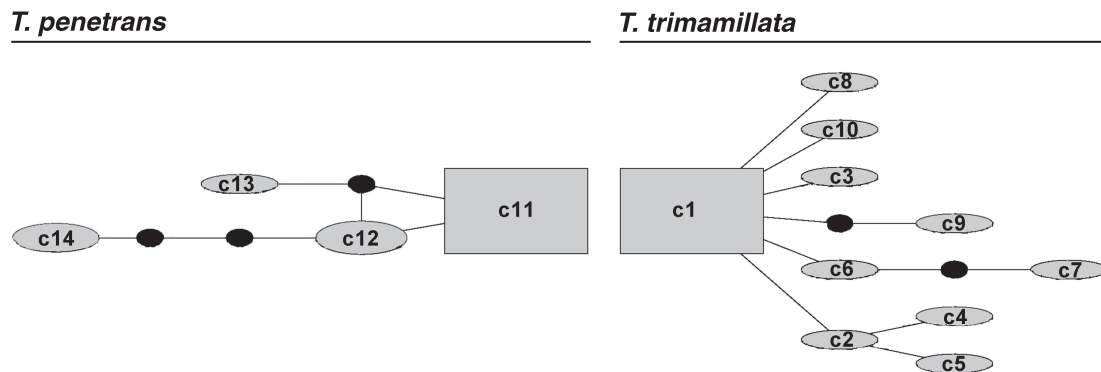 T. penetrans
T. trimamillata
c8
c10
c13
c3
c11
c1
c14
c12
c9
c6
c7
c2
c4
c5